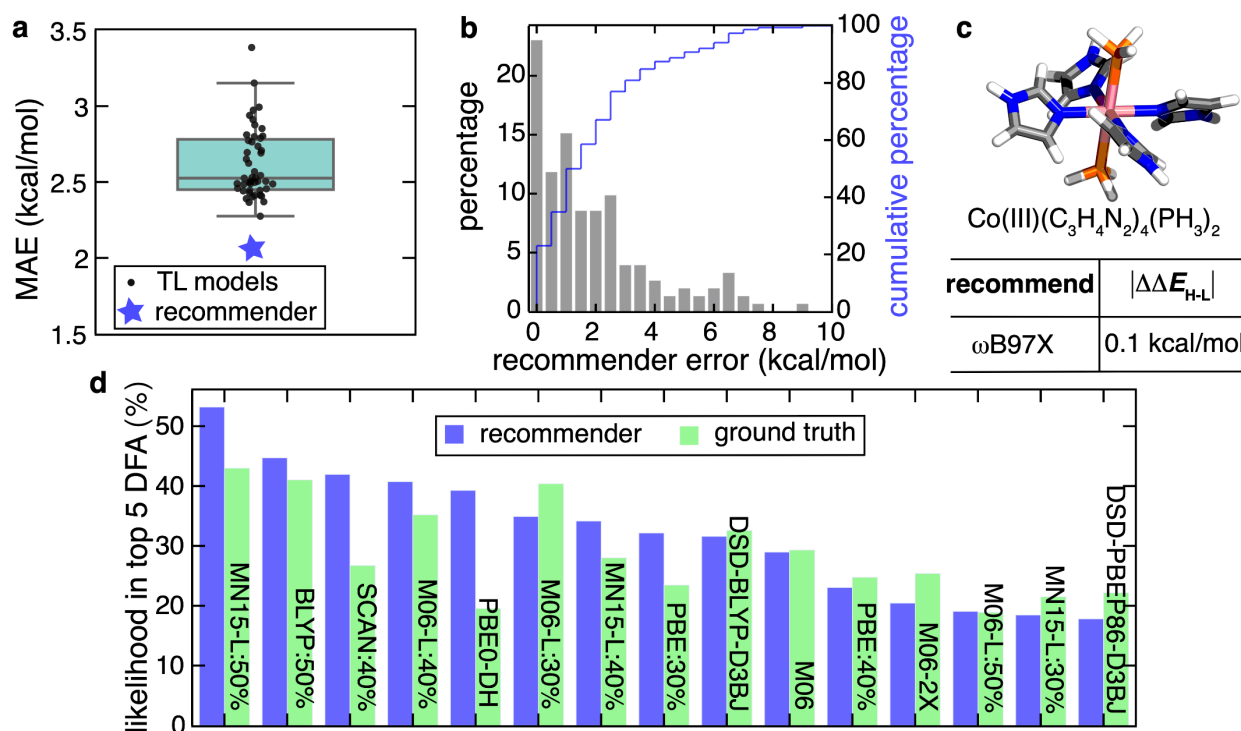 a
3.5
3
2.5
2
1.5
MAE (kcal/mol)
TL models
recommender
b
20
15
10
5
0
percentage
100
80
60
40
20
0
cumulative percentage
0 2 4 6 8 10
recommender error (kcal/mol)
c
Co(III)(C₃H₄N₂)₄(PH₃)₂
recommend |ΔΔE_H-L|
ωB97X 0.1 kcal/mol
d
likelihood in top 5 DFA (%)
50
40
30
20
10
0
recommender ground truth
MN15-L:50%
BLYP:50%
SCAN:40%
M06-L:40%
PBE0-DH
M06-L:30%
MN15-L:40%
PBE:30%
DSD-BLYP-D3BJ
M06
PBE:40%
M06-2X
M06-L:50%
MN15-L:30%
DSD-PBEP86-D3BJ